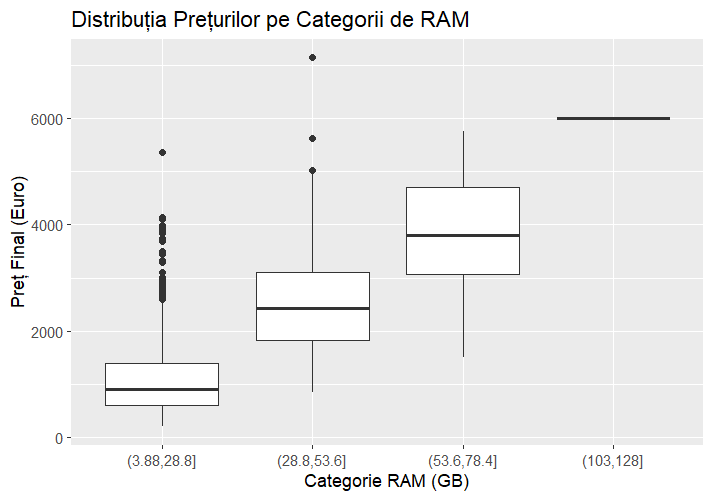 Distribuția Prețurilor pe Categorii de RAM
Preț Final (Euro)
6000
4000
2000
0
(3.88,28.8]
(28.8,53.6]
(53.6,78.4]
(103,128]
Categorie RAM (GB)